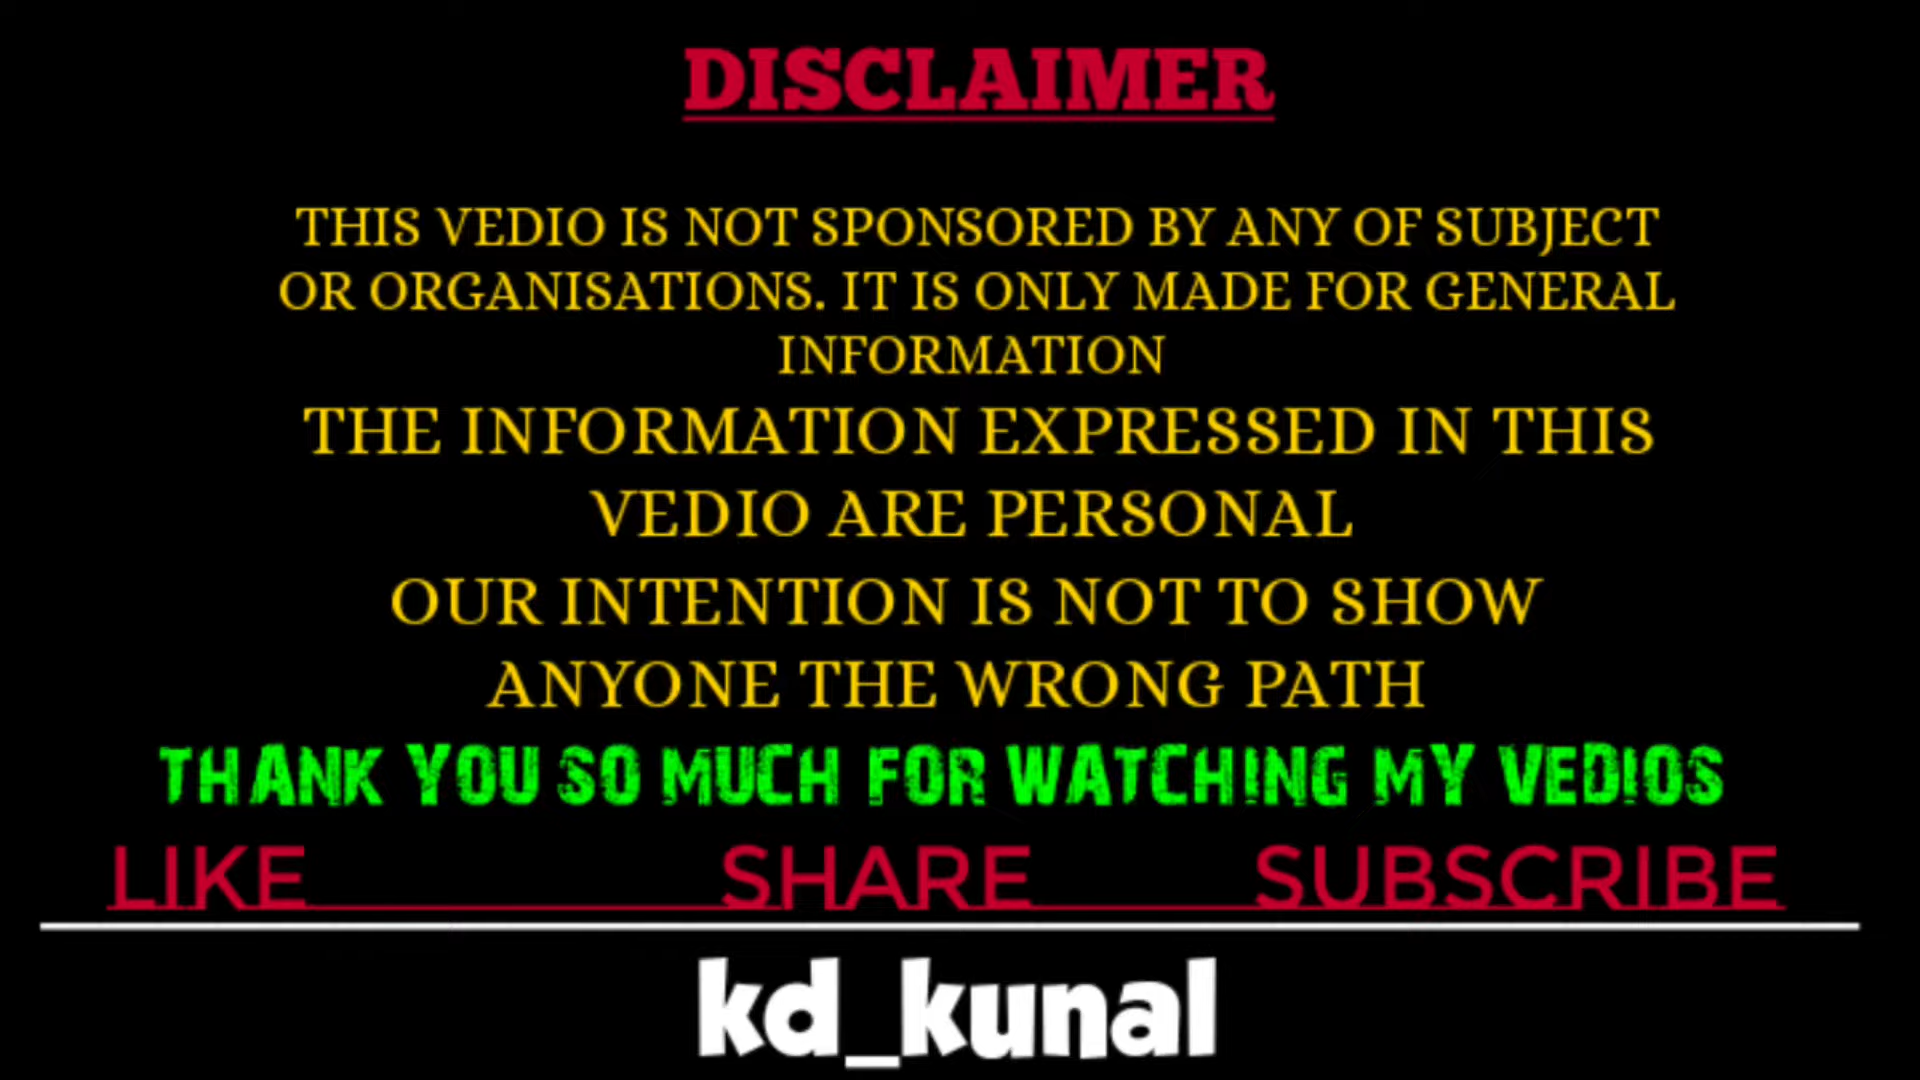 DISCLAIMER
THIS VEDIO IS NOT SPONSORED BY ANY OF SUBJECT
OR ORGANISATIONS. IT IS ONLY MADE FOR GENERAL
INFORMATION
THE INFORMATION EXPRESSED IN THIS
VEDIO ARE PERSONAL
OUR INTENTION IS NOT TO SHOW
ANYONE THE WRONG PATH
THANK YOU SO MUCH FOR WATCHING MY VEDIOS
LIKE SHARE SUBSCRIBE
kd_kunal